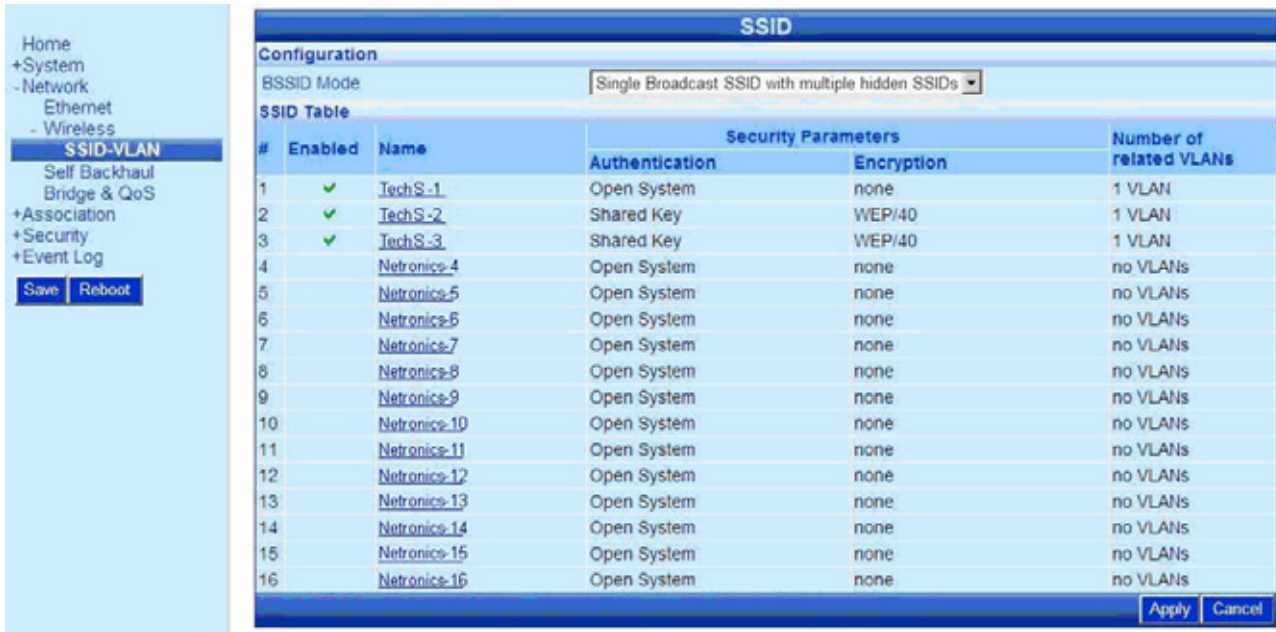 Home
+System
-Network
Ethernet
- Wireless
SSID-VLAN
Self Backhaul
Bridge & QoS
+Association
+Security
+Event Log
Save Reboot
SSID
Configuration
BSSID Mode Single Broadcast SSID with multiple hidden SSIDs
SSID Table
# Enabled Name Security Parameters Number of related VLANs
Authentication Encryption
1 TechS-1 Open System none 1 VLAN
2 TechS-2 Shared Key WEP/40 1 VLAN
3 TechS-3 Shared Key WEP/40 1 VLAN
4 Netronics-4 Open System none no VLANs
5 Netronics-5 Open System none no VLANs
6 Netronics-6 Open System none no VLANs
7 Netronics-7 Open System none no VLANs
8 Netronics-8 Open System none no VLANs
9 Netronics-9 Open System none no VLANs
10 Netronics-10 Open System none no VLANs
11 Netronics-11 Open System none no VLANs
12 Netronics-12 Open System none no VLANs
13 Netronics-13 Open System none no VLANs
14 Netronics-14 Open System none no VLANs
15 Netronics-15 Open System none no VLANs
16 Netronics-16 Open System none no VLANs
Apply Cancel